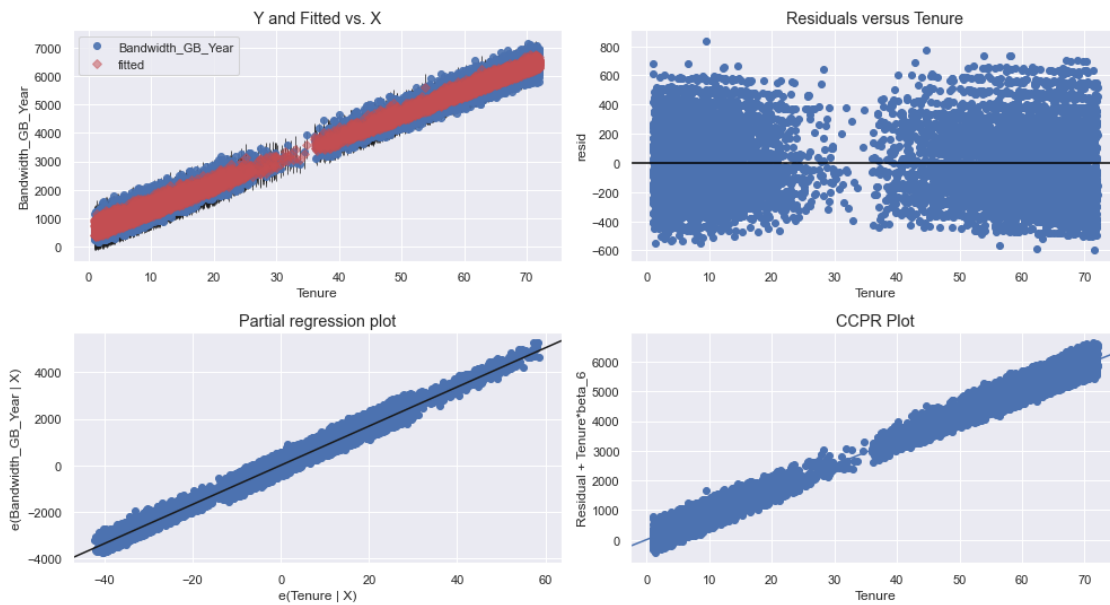 Y and Fitted vs. X
Bandwidth_GB_Year
fitted
Bandwidth_GB_Year
7000
6000
5000
4000
3000
2000
1000
0
0 10 20 30 40 50 60 70
Tenure
Residuals versus Tenure
resid
800
600
400
200
0
−200
−400
−600
0 10 20 30 40 50 60 70
Tenure
Partial regression plot
e(Bandwidth_GB_Year | X)
4000
2000
0
−2000
−4000
−40 −20 0 20 40 60
e(Tenure | X)
CCPR Plot
Residual + Tenure*beta_6
6000
5000
4000
3000
2000
1000
0
0 10 20 30 40 50 60 70
Tenure